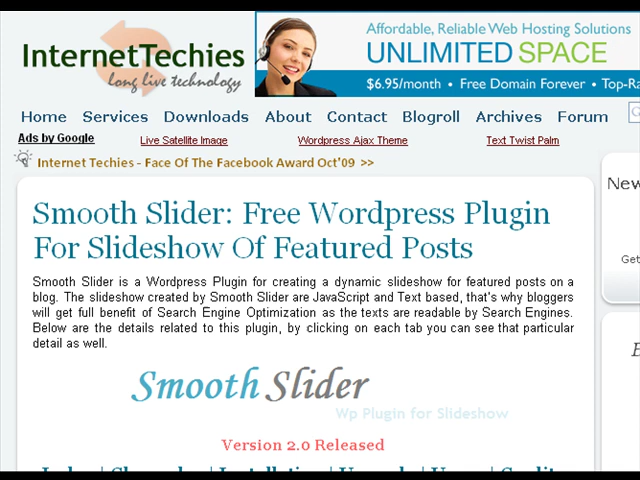 InternetTechies
long live technology
Affordable, Reliable Web Hosting Solutions
UNLIMITED SPACE
$6.95/month • Free Domain Forever • Top-Ra
Home Services Downloads About Contact Blogroll Archives Forum
Ads by Google Live Satellite Image Wordpress Ajax Theme Text Twist Palm
Internet Techies - Face Of The Facebook Award Oct'09 >>
New
Get
Smooth Slider: Free Wordpress Plugin
For Slideshow Of Featured Posts
Smooth Slider is a Wordpress Plugin for creating a dynamic slideshow for featured posts on a
blog. The slideshow created by Smooth Slider are JavaScript and Text based, that's why bloggers
will get full benefit of Search Engine Optimization as the texts are readable by Search Engines.
Below are the details related to this plugin, by clicking on each tab you can see that particular
detail as well.
Smooth Slider
Wp Plugin for Slideshow
Version 2.0 Released